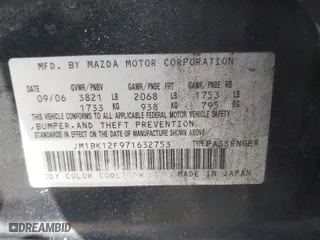 MFD. BY MAZDA MOTOR CORPORATION
GVWR/PNBV GAWR/PNBE FRT GAWR/PNBE RR
09/06 3821 LB 2068 LB 1753 LB
1733 KG 938 KG 795 KG
THIS VEHICLE CONFORMS TO ALL APPLICABLE
FEDERAL MOTOR VEHICLE SAFETY
,BUMPER,AND THEFT PREVENTION
STANDARDS IN EFFECT ON THE DATE OF
MANUFACTURE SHOWN ABOVE.
JM1BK12F971632753 PASSENGER
COLOR
MADE IN JAPAN
BIDHISTORY